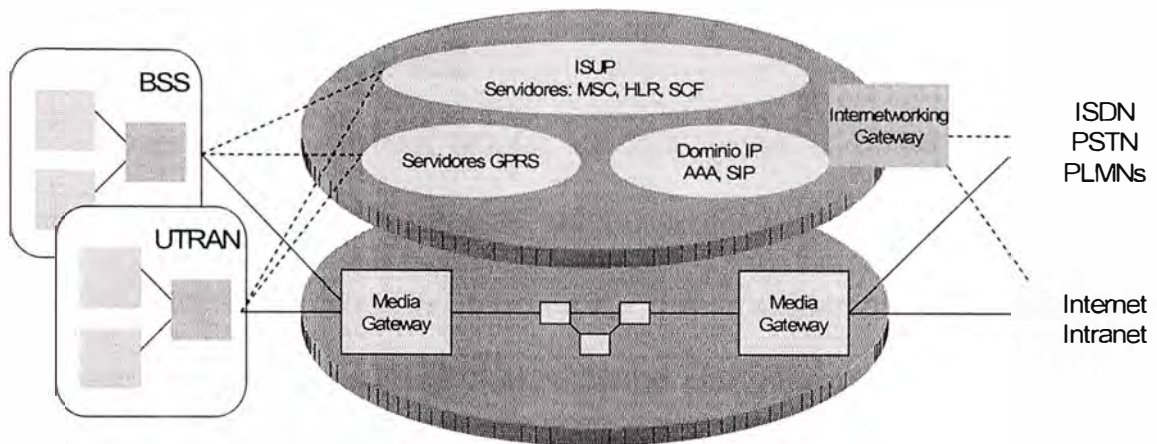 BSS
UTRAN
ISUP
Servidores: MSC, HLR, SCF
Servidores GPRS
Dominio IP
AAA, SIP
Internetworking
Gateway
Media
Gateway
Media
Gateway
ISDN
PSTN
PLMNs
Internet
Intranet